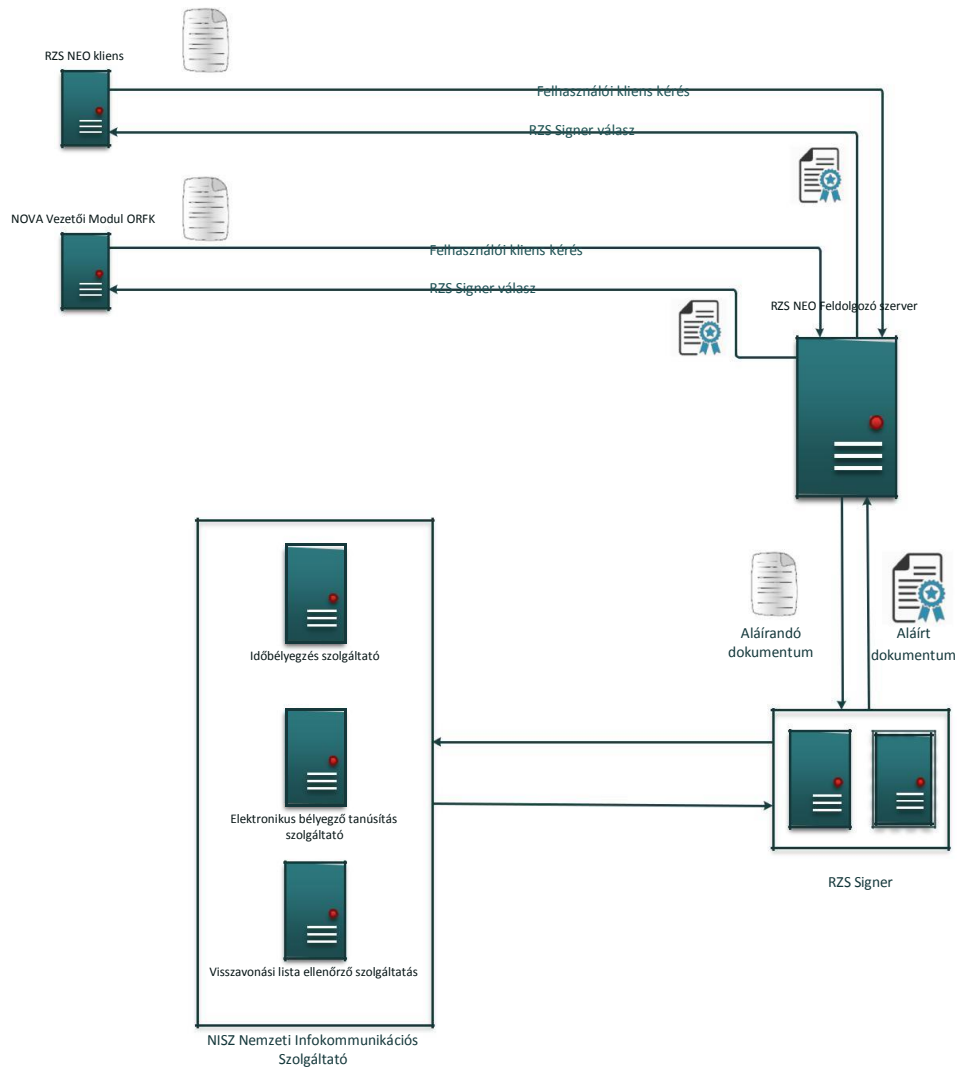 RZS NEO kliens
Felhasználói kliens kérés
RZS Signer válasz
NOVA Vezetői Modul ORFK
Felhasználói kliens kérés
RZS Signer válasz
RZS NEO Feldolgozó szerver
Aláírandó
dokumentum
Aláírt
dokumentum
Időbélyegzés szolgáltató
Elektronikus bélyegző tanúsítás
szolgáltató
Visszavonási lista ellenőrző szolgáltatás
RZS Signer
NISZ Nemzeti Infokommunikációs
Szolgáltató